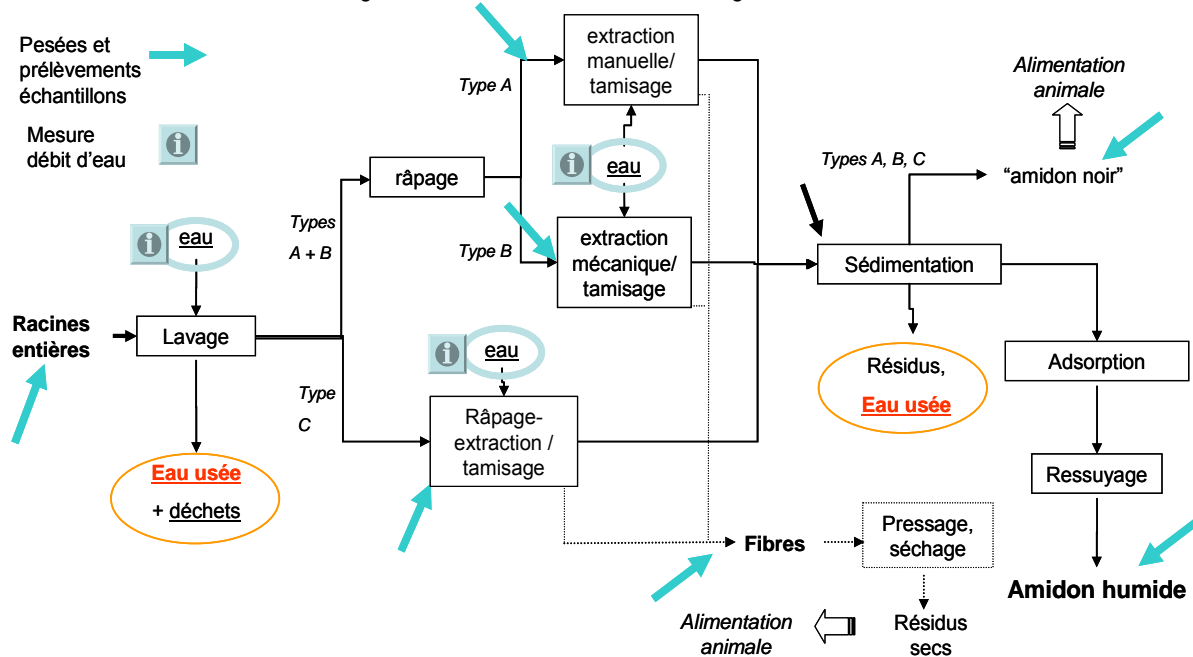 Pesées et
prélèvements
échantillons
Mesure
débit d'eau
Racines
entières
eau
Lavage
Eau usée
+ déchets
Types
A + B
Type
C
râpage
Type A
Type B
extraction
manuelle/
tamisage
eau
extraction
mécanique/
tamisage
eau
Râpage-
extraction /
tamisage
Sédimentation
Types A, B, C
“amidon noir”
Alimentation
animale
Résidus,
Eau usée
Adsorption
Ressuyage
Amidon humide
Fibres
Pressage,
séchage
Résidus
secs
Alimentation
animale